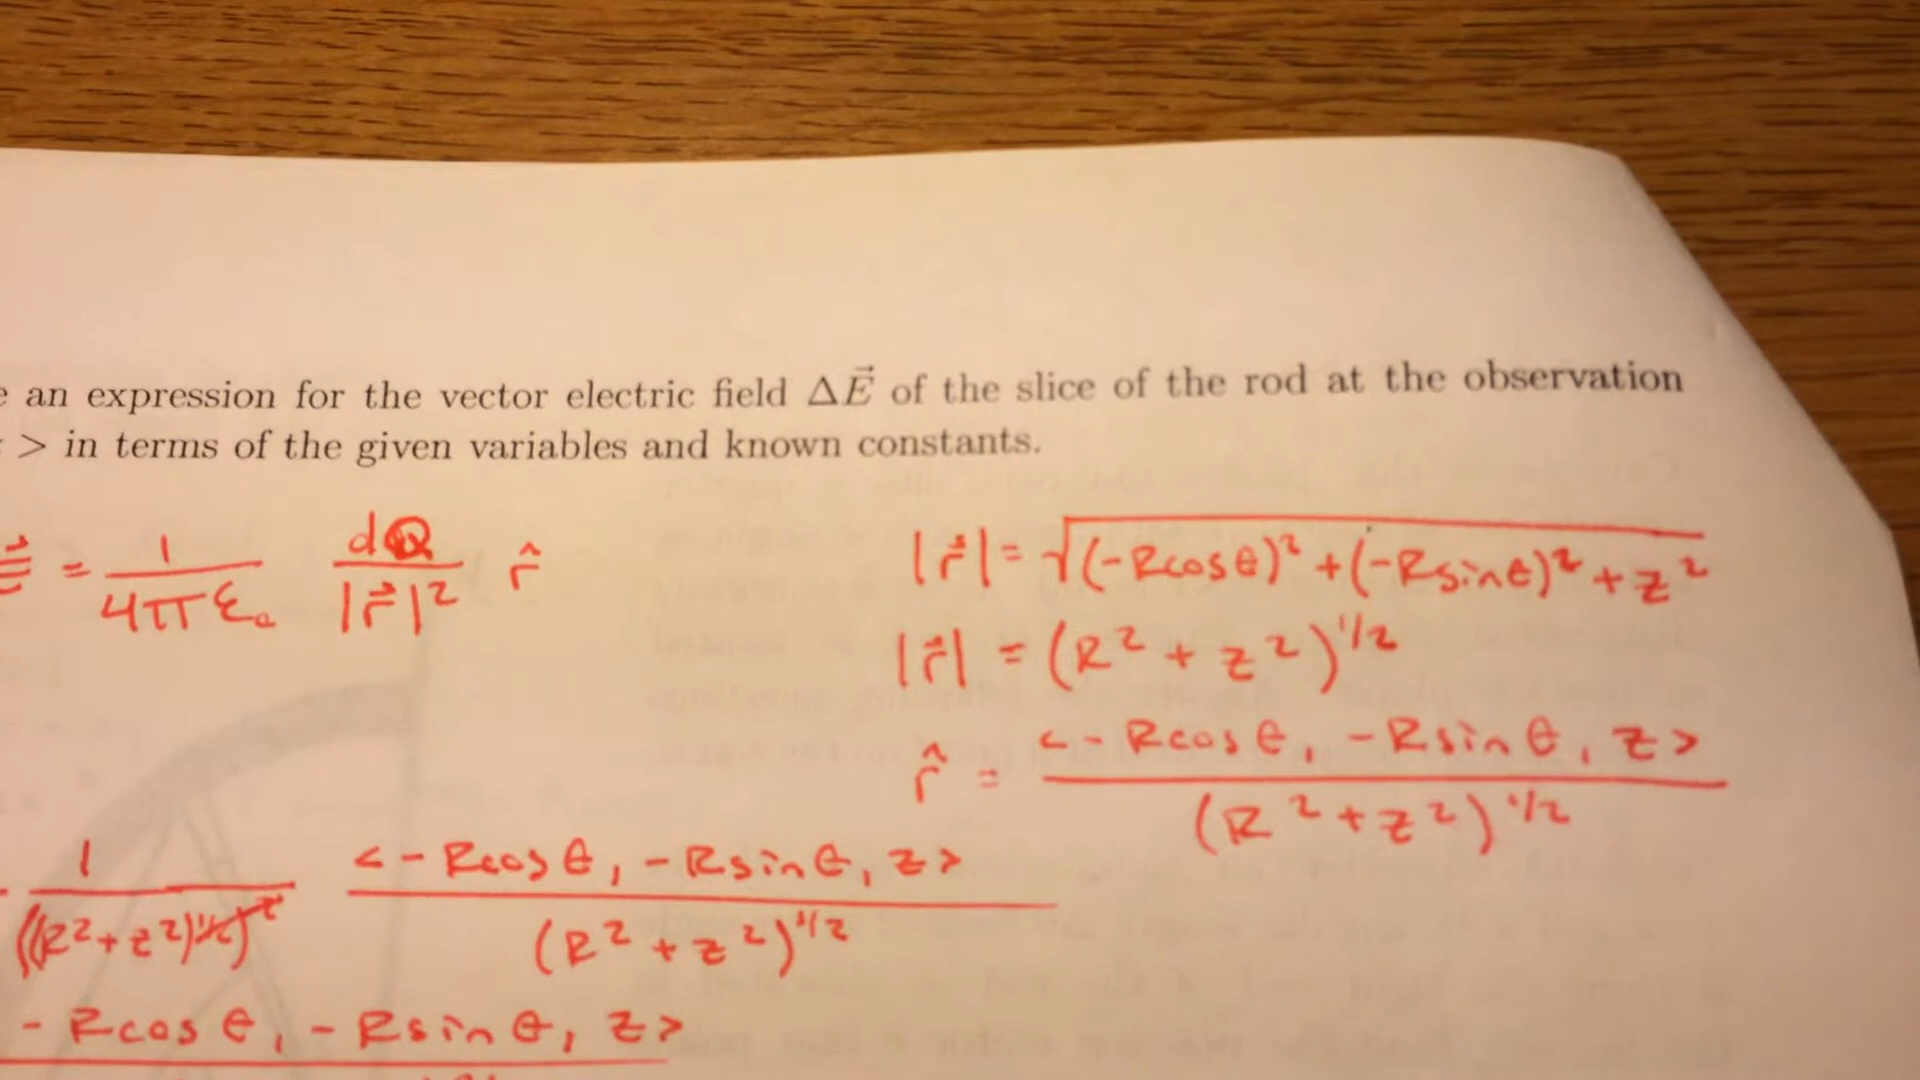 an expression for the vector electric field ΔE⃗ of the slice of the rod at the observation
> in terms of the given variables and known constants.
= 1/(4πε₀) dQ/|r⃗|² r̂
|r⃗| = √((-Rcosθ)² + (-Rsinθ)² + z²)
|r⃗| = (R² + z²)^1/2
r̂ = <-Rcosθ, -Rsinθ, z> / (R² + z²)^1/2
1/((R² + z²)^1/2)² <-Rcosθ, -Rsinθ, z> / (R² + z²)^1/2
- Rcosθ, -Rsinθ, z>